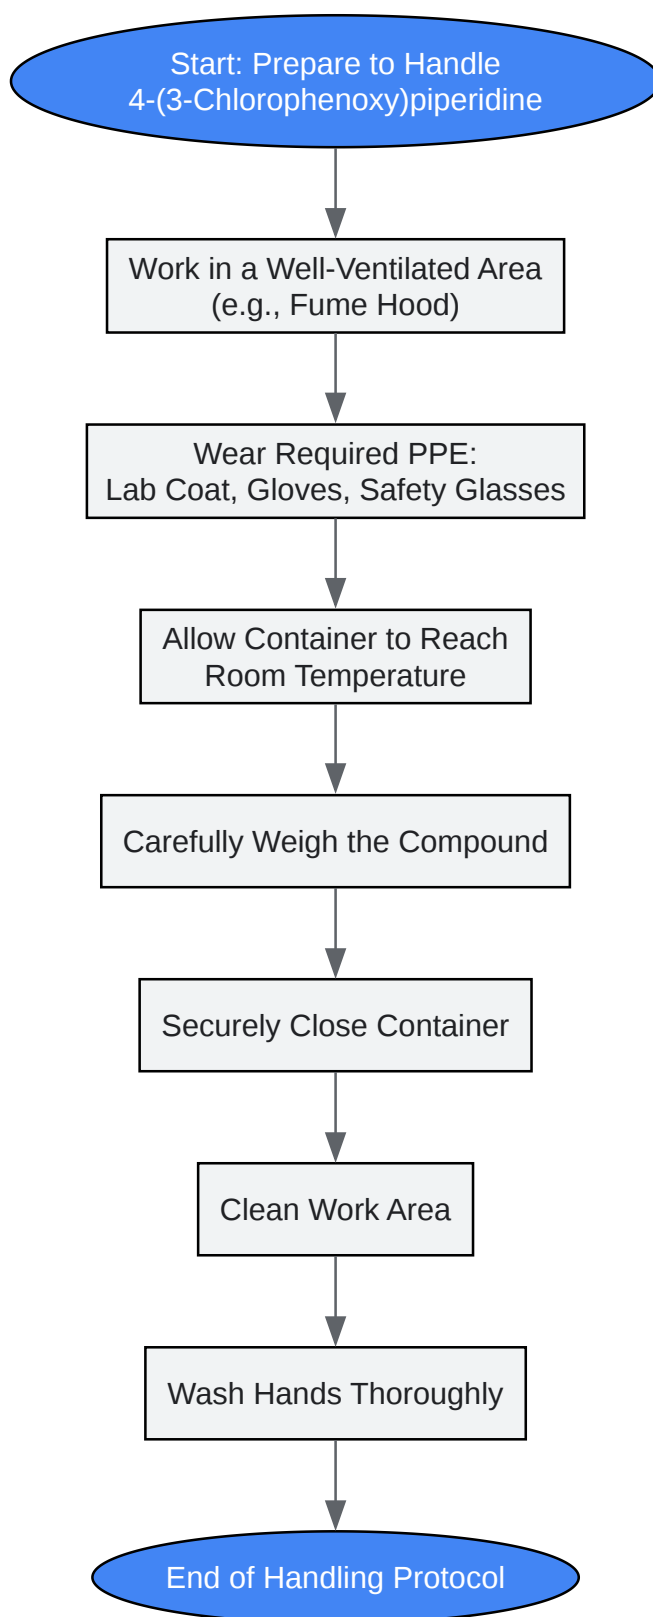 Start: Prepare to Handle
4-(3-Chlorophenoxy)piperidine
Work in a Well-Ventilated Area
(e.g., Fume Hood)
Wear Required PPE:
Lab Coat, Gloves, Safety Glasses
Allow Container to Reach
Room Temperature
Carefully Weigh the Compound
Securely Close Container
Clean Work Area
Wash Hands Thoroughly
End of Handling Protocol